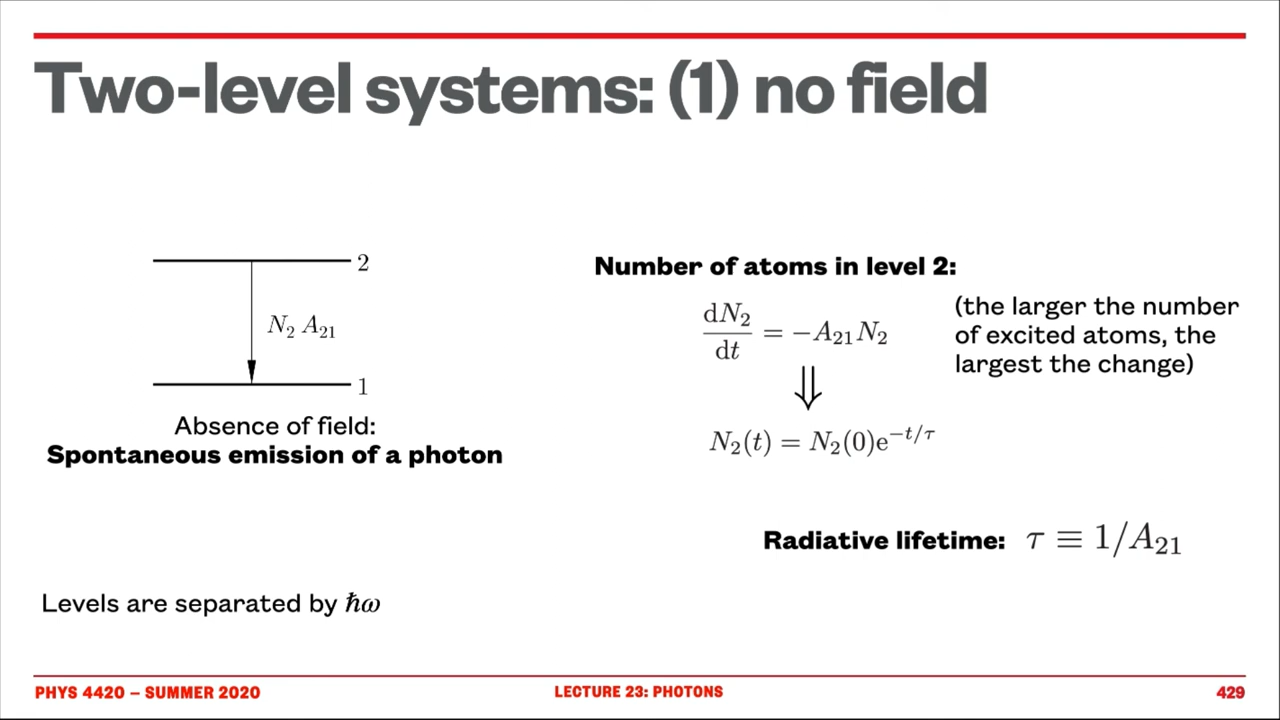 Two-level systems: (1) no field
2
N₂ A₂₁
1
Absence of field:
Spontaneous emission of a photon
Levels are separated by ℏω
Number of atoms in level 2:
dN₂/dt = −A₂₁N₂
(the larger the number
of excited atoms, the
largest the change)
⇓
N₂(t) = N₂(0)e^{−t/τ}
Radiative lifetime: τ ≡ 1/A₂₁
PHYS 4420 – SUMMER 2020
LECTURE 23: PHOTONS
429